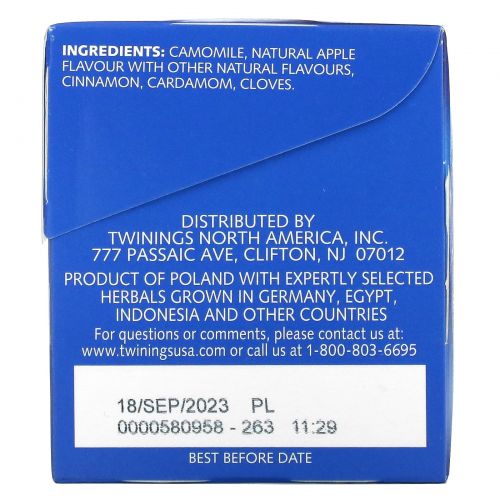 INGREDIENTS: CAMOMILE, NATURAL APPLE
FLAVOUR WITH OTHER NATURAL FLAVOURS,
CINNAMON, CARDAMOM, CLOVES.
DISTRIBUTED BY
TWININGS NORTH AMERICA, INC.
777 PASSAIC AVE, CLIFTON, NJ 07012
PRODUCT OF POLAND WITH EXPERTLY SELECTED
HERBALS GROWN IN GERMANY, EGYPT,
INDONESIA AND OTHER COUNTRIES
For questions or comments, please contact us at:
www.twiningsusa.com or call us at 1-800-803-6695
18/SEP/2023 PL
0000580958 - 263 11:29
BEST BEFORE DATE